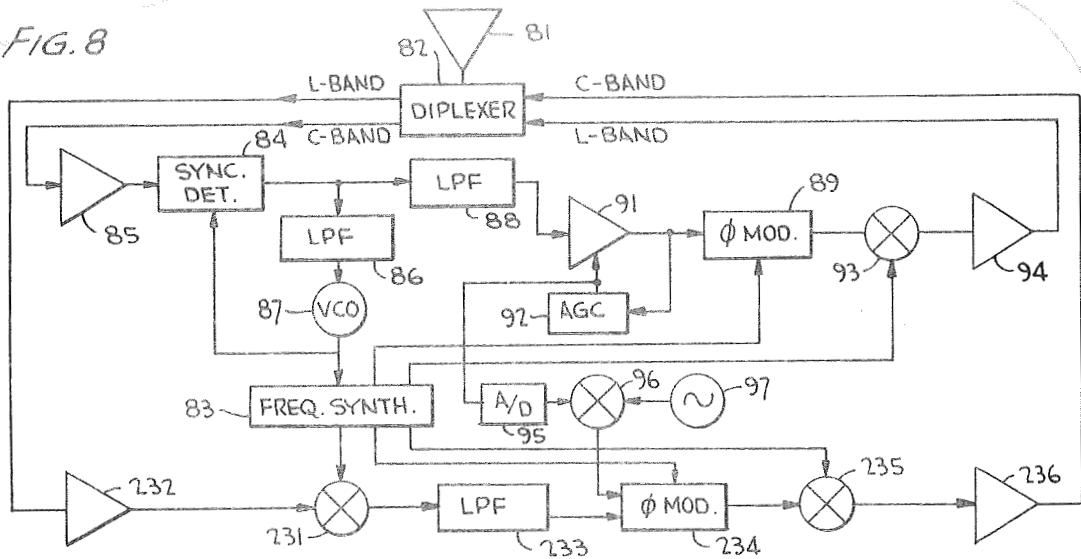 FIG. 8
81
82
L-BAND
C-BAND
DIPLEXER
C-BAND
L-BAND
84
SYNC.
DET.
85
LPF
88
91
89
ϕ MOD.
93
94
LPF
86
87
VCO
92
AGC
83
FREQ. SYNTH.
A/D
95
96
97
232
231
LPF
233
ϕ MOD.
234
235
236